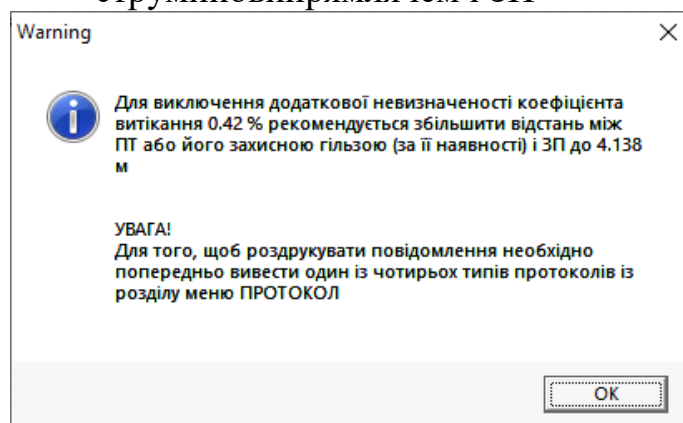 Warning
Для виключення додаткової невизначеності коефіцієнта
витікання 0.42 % рекомендується збільшити відстань між
ПТ або його захисною гільзою (за її наявності) і ЗП до 4.138
м
УВАГА!
Для того, щоб роздрукувати повідомлення необхідно
попередньо вивести один із чотирьох типів протоколів із
розділу меню ПРОТОКОЛ
OK